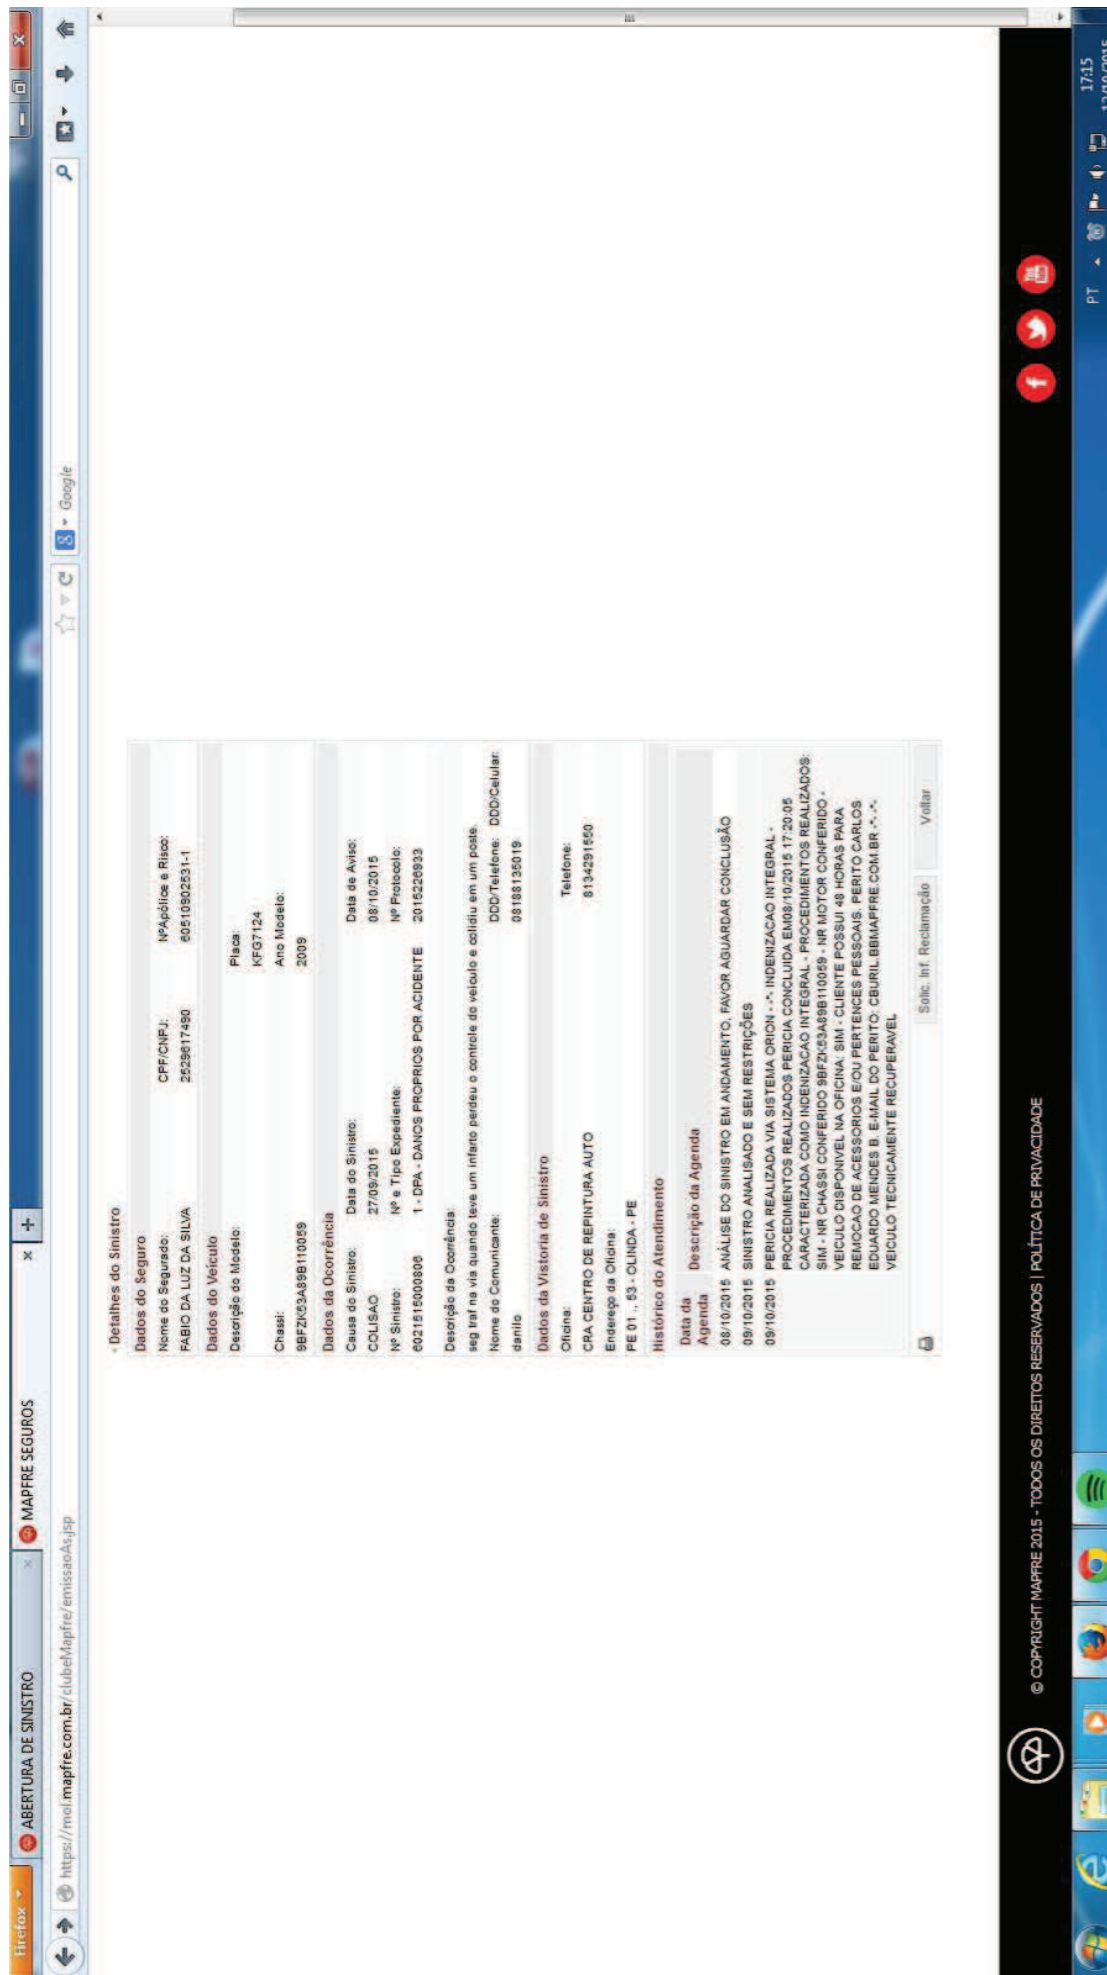 Firefox
ABERTURA DE SINISTRO
MAPFRE SEGUROS
https://mol.mapfre.com.br/clubeMapfre/emissaoAs.jsp
Google
- Detalhes do Sinistro
Dados do Seguro
Nome do Segurado: CPF/CNPJ: NºApólice e Risco:
FABIO DA LUZ DA SILVA 2529617490 60510902531-1
Dados do Veículo
Descrição do Modelo: Placa:
KFG7124
Chassi: Ano Modelo:
9BFZK53A89B110059 2009
Dados da Ocorrência
Causa do Sinistro: Data do Sinistro: Data de Aviso:
COLISAO 27/09/2015 08/10/2015
Nº Sinistro: Nº e Tipo Expediente: Nº Protocolo:
602151500806 1 - DPA - DANOS PROPRIOS POR ACIDENTE 2015226933
Descrição da Ocorrência:
seg traf na via quando teve um infarto perdeu o controle do veiculo e colidiu em um poste.
Nome do Comunicante: DDD/Telefone: DDD/Celular:
danilo 08188135019
Dados da Vistoria de Sinistro
Oficina: Telefone:
CRA CENTRO DE REPINTURA AUTO 8134291550
Endereço da Oficina:
PE 01 ., 53 - OLINDA - PE
Histórico do Atendimento
Data da Agenda Descrição da Agenda
08/10/2015 ANÁLISE DO SINISTRO EM ANDAMENTO, FAVOR AGUARDAR CONCLUSÃO
09/10/2015 SINISTRO ANALISADO E SEM RESTRIÇÕES
09/10/2015 PERICIA REALIZADA VIA SISTEMA ORION - .*. INDENIZACAO INTEGRAL -
PROCEDIMENTOS REALIZADOS PERICIA CONCLUIDA EM08/10/2015 17:20:05
CARACTERIZADA COMO INDENIZACAO INTEGRAL - PROCEDIMENTOS REALIZADOS:
SIM - NR CHASSI CONFERIDO 9BFZK53A89B110059 - NR MOTOR CONFERIDO -
VEICULO DISPONIVEL NA OFICINA: SIM - CLIENTE POSSUI 48 HORAS PARA
REMOCAO DE ACESSORIOS E/OU PERTENCES PESSOAIS. PERITO CARLOS
EDUARDO MENDES B. E-MAIL DO PERITO: CBURIL.BBMAPFRE.COM.BR -.*. -.*.
VEICULO TECNICAMENTE RECUPERAVEL
Solic. Inf. Reclamação Voltar
© COPYRIGHT MAPFRE 2015 - TODOS OS DIREITOS RESERVADOS | POLÍTICA DE PRIVACIDADE
PT
17:15
12/10/2015